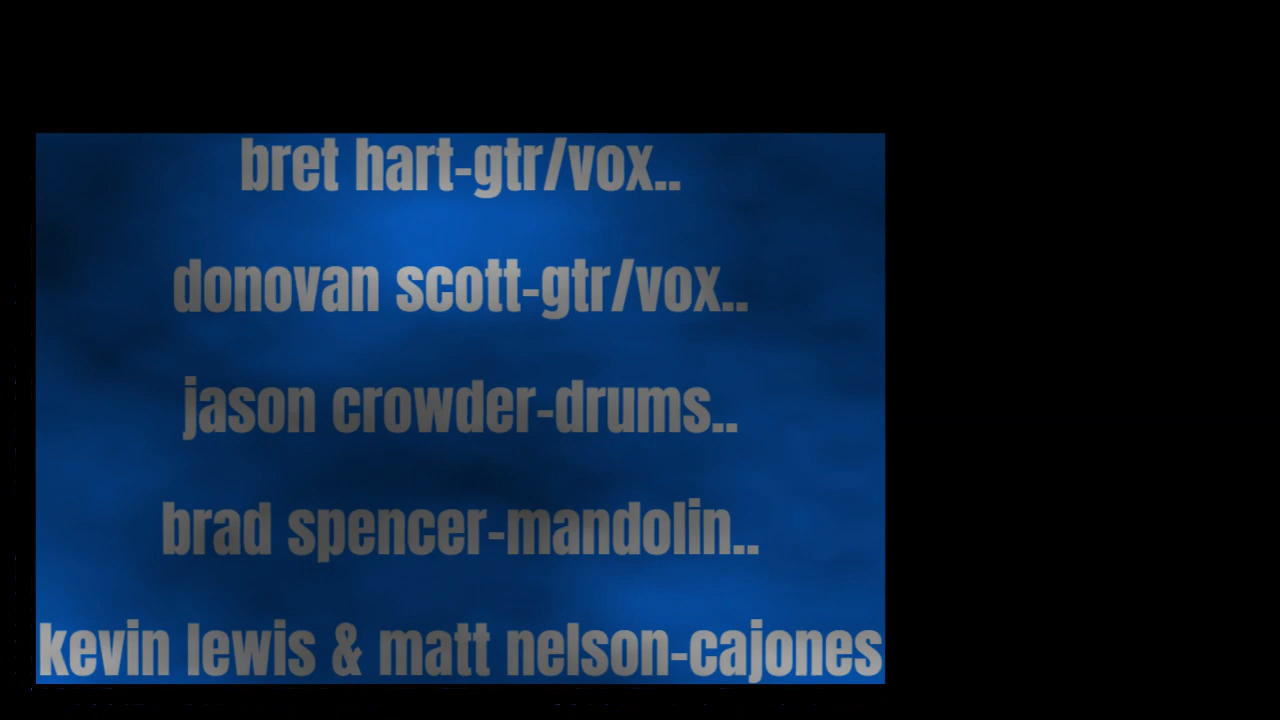 bret hart-gtr/vox..
donovan scott-gtr/vox..
jason crowder-drums..
brad spencer-mandolin..
kevin lewis & matt nelson-cajones